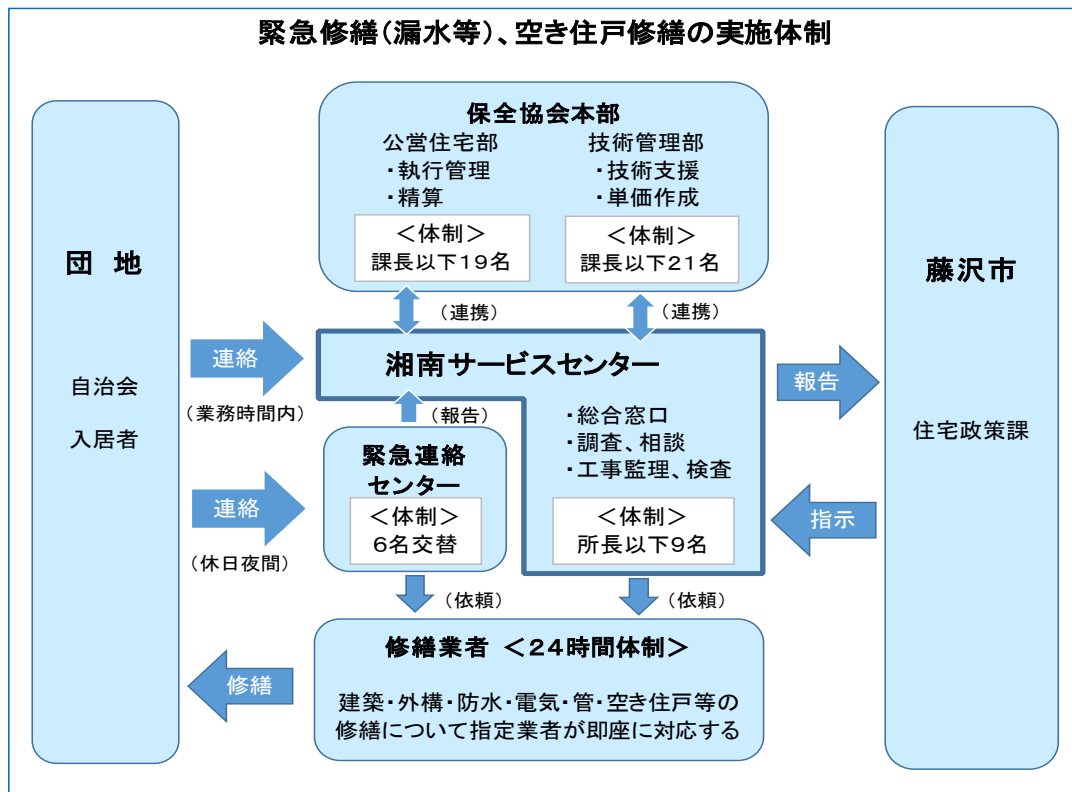 緊急修繕(漏水等)、空き住戸修繕の実施体制
保全協会本部
公営住宅部
・執行管理
・精算
<体制>
課長以下19名
技術管理部
・技術支援
・単価作成
<体制>
課長以下21名
団 地
自治会
入居者
連絡
(業務時間内)
連絡
(休日夜間)
(連携)
(連携)
湘南サービスセンター
・総合窓口
・調査、相談
・工事監理、検査
<体制>
所長以下9名
(報告)
緊急連絡
センター
<体制>
6名交替
(依頼)
(依頼)
修繕業者 <24時間体制>
建築・外構・防水・電気・管・空き住戸等の
修繕について指定業者が即座に対応する
修繕
報告
指示
藤沢市
住宅政策課